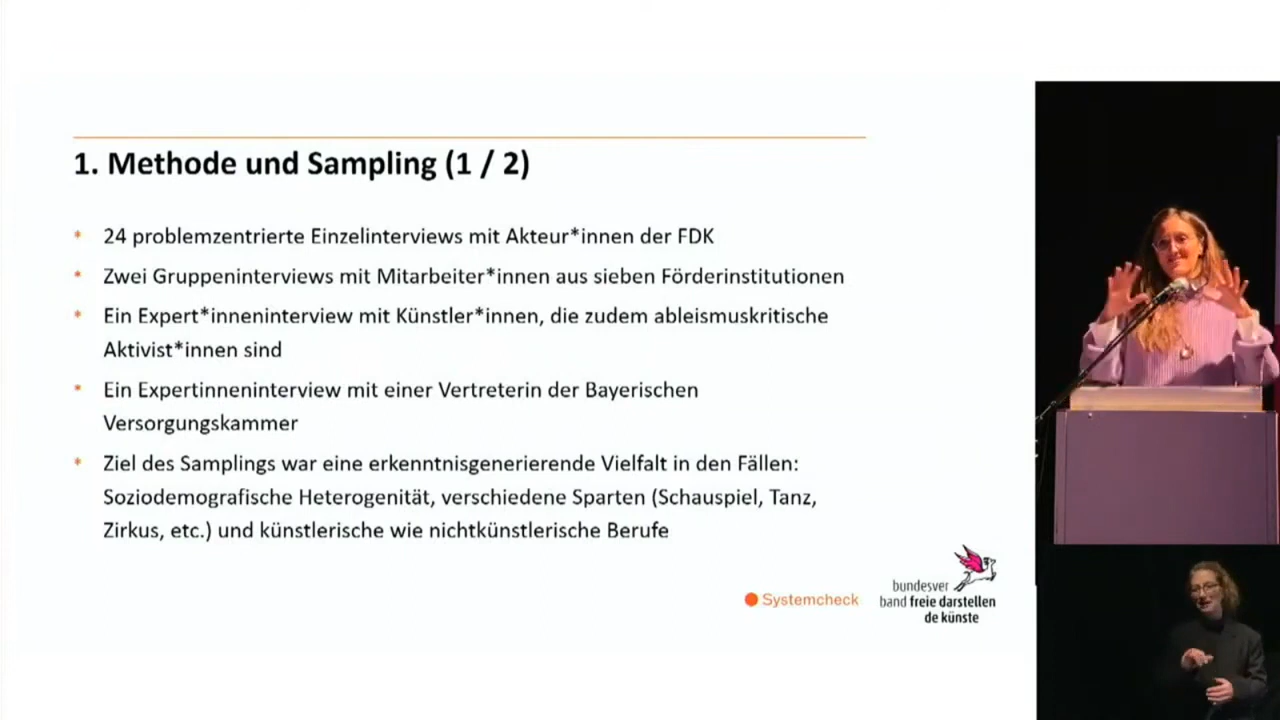 1. Methode und Sampling (1 / 2)
* 24 problemzentrierte Einzelinterviews mit Akteur*innen der FDK
* Zwei Gruppeninterviews mit Mitarbeiter*innen aus sieben Förderinstitutionen
* Ein Expert*inneninterview mit Künstler*innen, die zudem ableismuskritische
Aktivist*innen sind
* Ein Expertinneninterview mit einer Vertreterin der Bayerischen
Versorgungskammer
* Ziel des Samplings war eine erkenntnisgenerierende Vielfalt in den Fällen:
Soziodemografische Heterogenität, verschiedene Sparten (Schauspiel, Tanz,
Zirkus, etc.) und künstlerische wie nichtkünstlerische Berufe
Systemcheck
bundesver
band freie darstellen
de künste